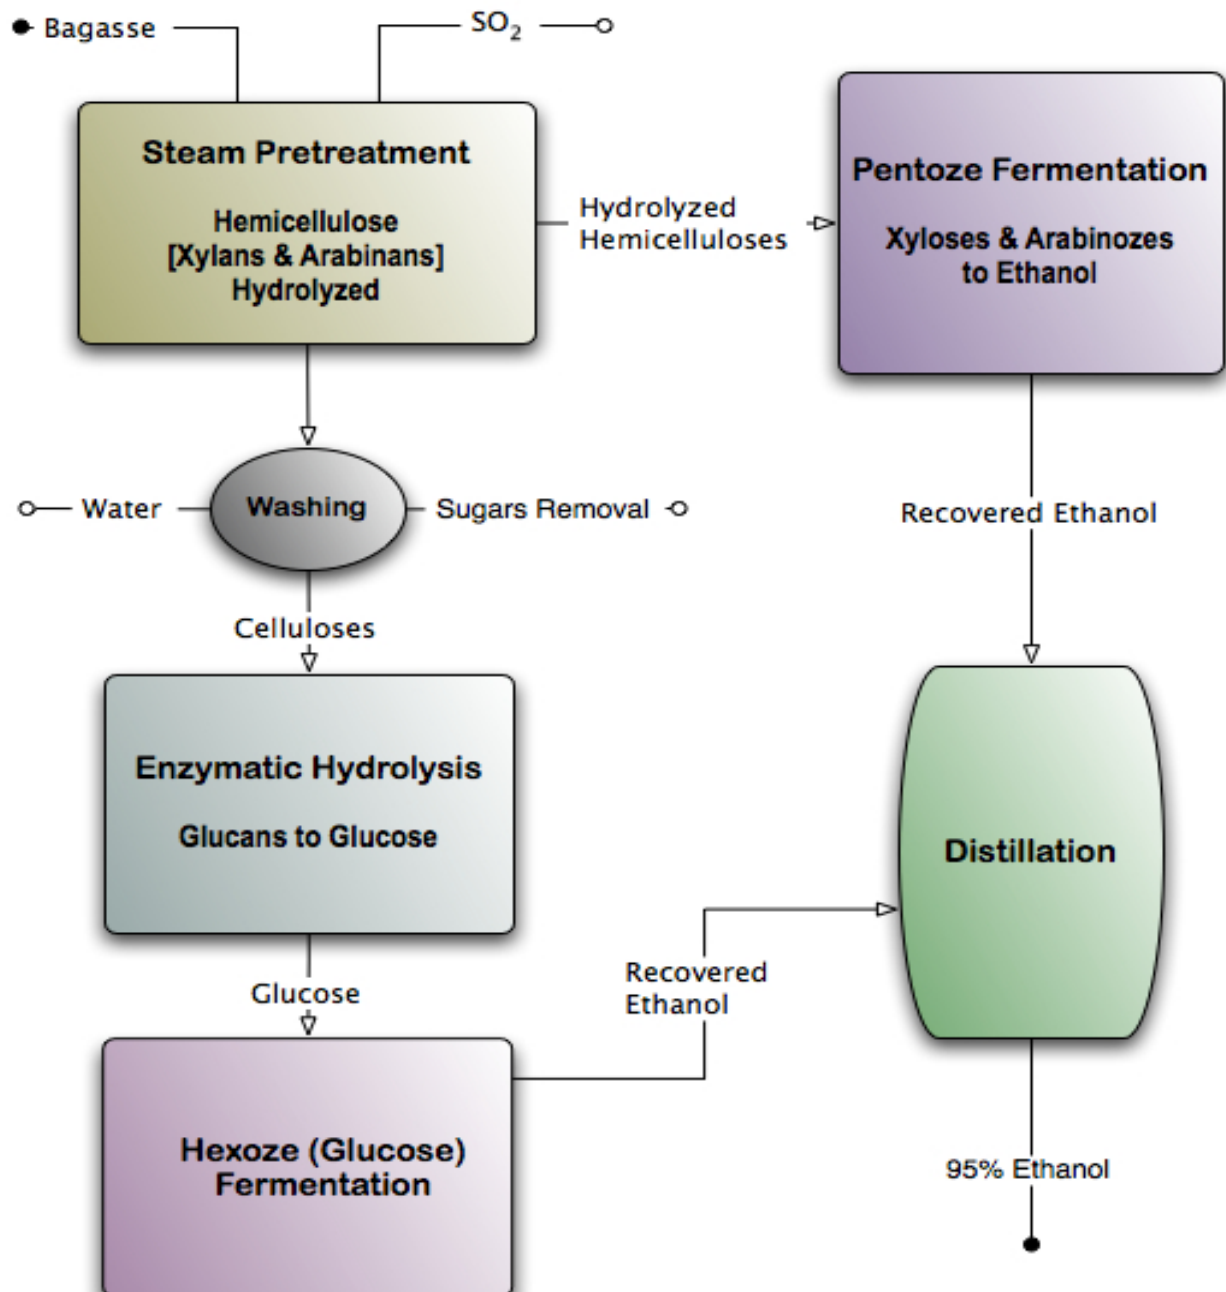 Bagasse
SO2
Steam Pretreatment
Hemicellulose
[Xylans & Arabinans]
Hydrolyzed
Hydrolyzed
Hemicelluloses
Pentoze Fermentation
Xyloses & Arabinozes
to Ethanol
Water
Washing
Sugars Removal
Recovered Ethanol
Celluloses
Enzymatic Hydrolysis
Glucans to Glucose
Distillation
Glucose
Recovered
Ethanol
Hexoze (Glucose)
Fermentation
95% Ethanol